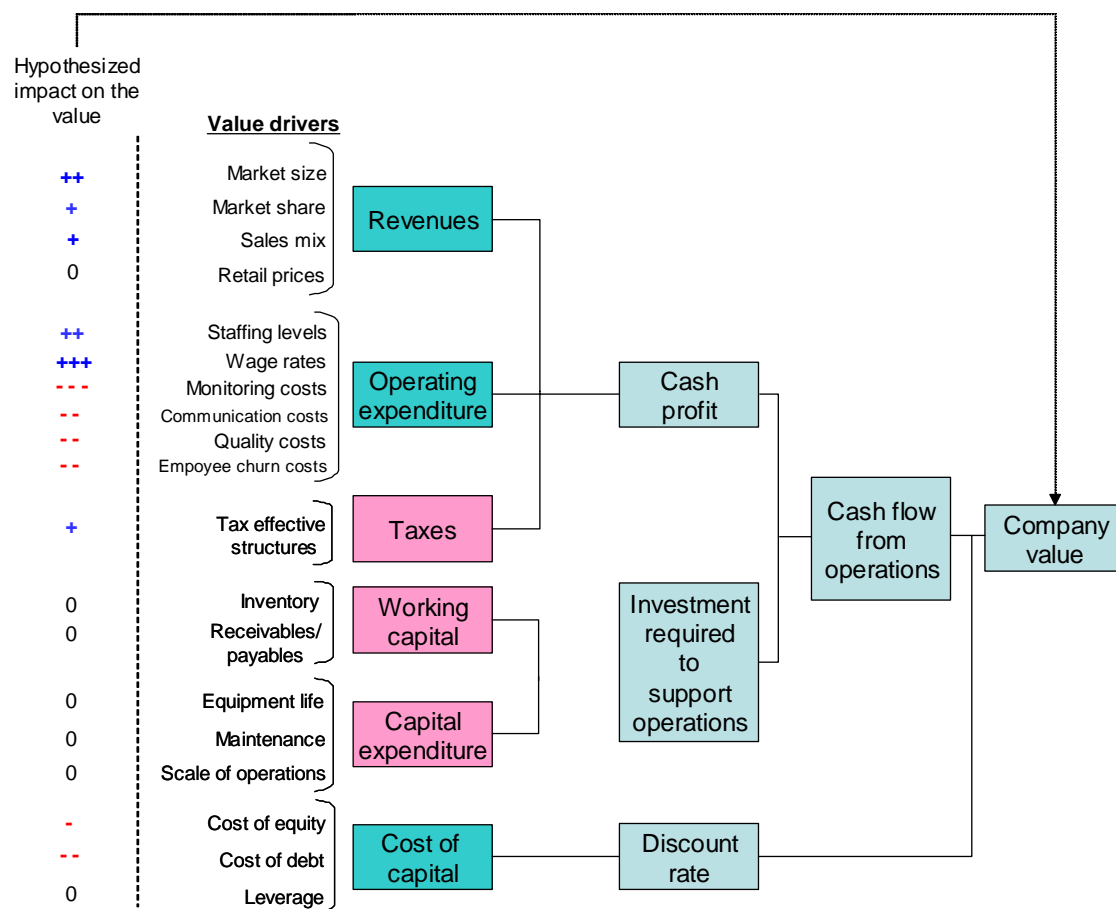 Hypothesized
impact on the
value
Value drivers
++
Market size
+
Market share
+
Sales mix
0
Retail prices
Revenues
++
Staffing levels
+++
Wage rates
- - -
Monitoring costs
- -
Communication costs
- -
Quality costs
- -
Empoyee churn costs
Operating
expenditure
Cash
profit
+
Tax effective
structures
Taxes
Cash flow
from
operations
Company
value
0
Inventory
0
Receivables/
payables
Working
capital
Investment
required
to
support
operations
0
Equipment life
0
Maintenance
0
Scale of operations
Capital
expenditure
-
Cost of equity
- -
Cost of debt
0
Leverage
Cost of
capital
Discount
rate